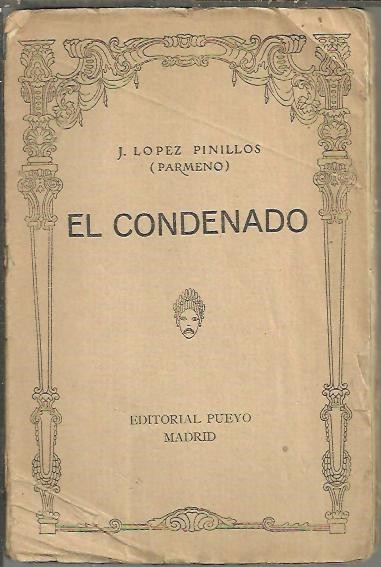 J. LOPEZ PINILLOS
(PARMENO)
EL CONDENADO
EDITORIAL PUEYO
MADRID